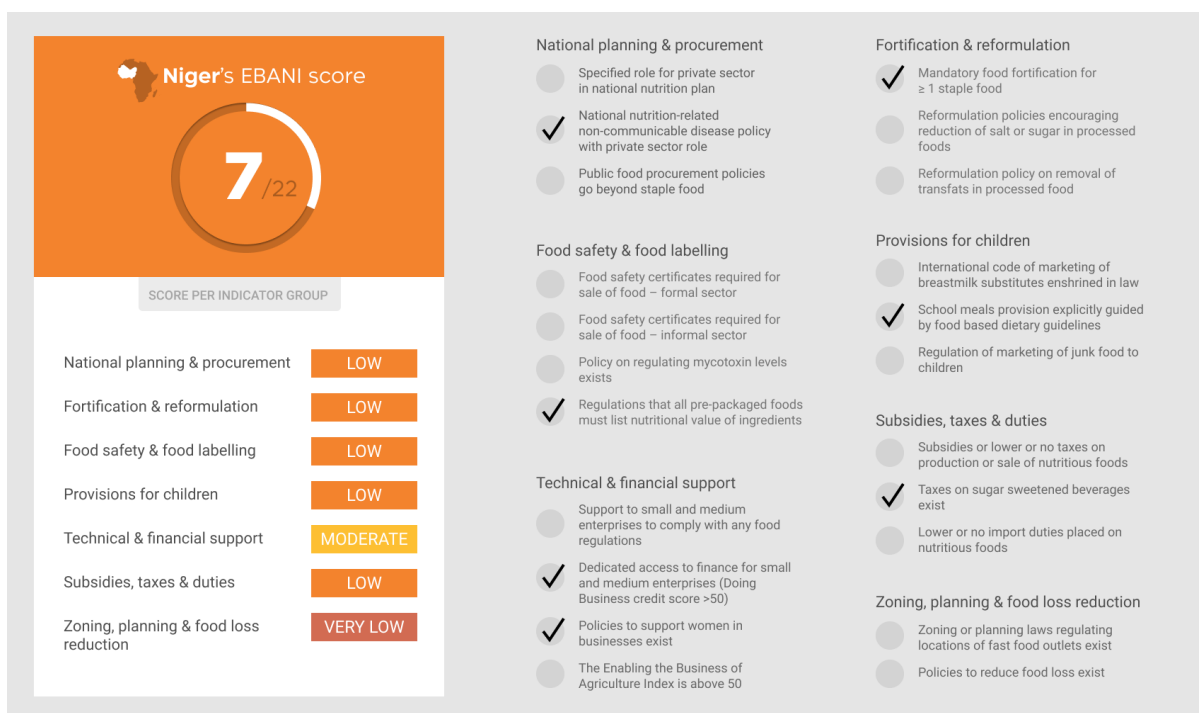 Niger's EBANI score
7/22
SCORE PER INDICATOR GROUP
National planning & procurement LOW
Fortification & reformulation LOW
Food safety & food labelling LOW
Provisions for children LOW
Technical & financial support MODERATE
Subsidies, taxes & duties LOW
Zoning, planning & food loss
reduction
VERY LOW
National planning & procurement
Specified role for private sector
in national nutrition plan
National nutrition-related
non-communicable disease policy
with private sector role
Public food procurement policies
go beyond staple food
Food safety & food labelling
Food safety certificates required for
sale of food – formal sector
Food safety certificates required for
sale of food – informal sector
Policy on regulating mycotoxin levels
exists
Regulations that all pre-packaged foods
must list nutritional value of ingredients
Technical & financial support
Support to small and medium
enterprises to comply with any food
regulations
Dedicated access to finance for small
and medium enterprises (Doing
Business credit score >50)
Policies to support women in
businesses exist
The Enabling the Business of
Agriculture Index is above 50
Fortification & reformulation
Mandatory food fortification for
≥ 1 staple food
Reformulation policies encouraging
reduction of salt or sugar in processed
foods
Reformulation policy on removal of
transfats in processed food
Provisions for children
International code of marketing of
breastmilk substitutes enshrined in law
School meals provision explicitly guided
by food based dietary guidelines
Regulation of marketing of junk food to
children
Subsidies, taxes & duties
Subsidies or lower or no taxes on
production or sale of nutritious foods
Taxes on sugar sweetened beverages
exist
Lower or no import duties placed on
nutritious foods
Zoning, planning & food loss reduction
Zoning or planning laws regulating
locations of fast food outlets exist
Policies to reduce food loss exist